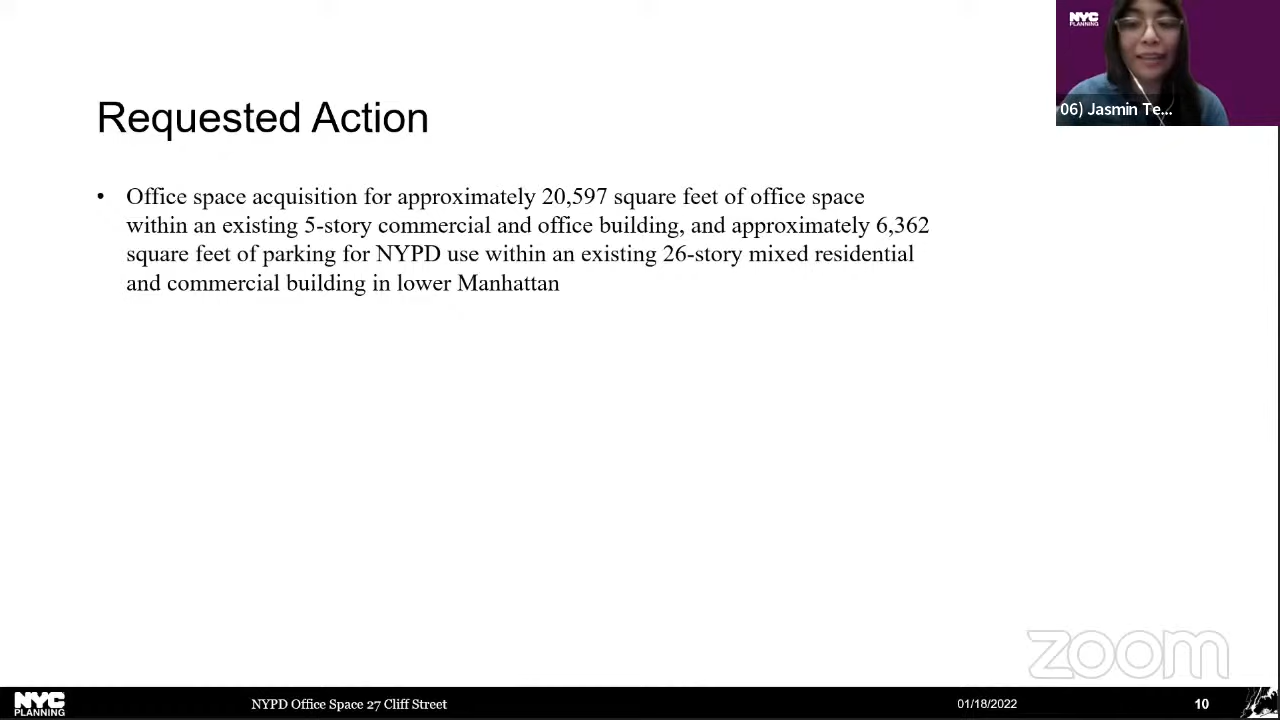 NYC
PLANNING
06) Jasmin Te...
Requested Action
• Office space acquisition for approximately 20,597 square feet of office space
within an existing 5-story commercial and office building, and approximately 6,362
square feet of parking for NYPD use within an existing 26-story mixed residential
and commercial building in lower Manhattan
zoom
NYC
PLANNING
NYPD Office Space 27 Cliff Street
01/18/2022
10